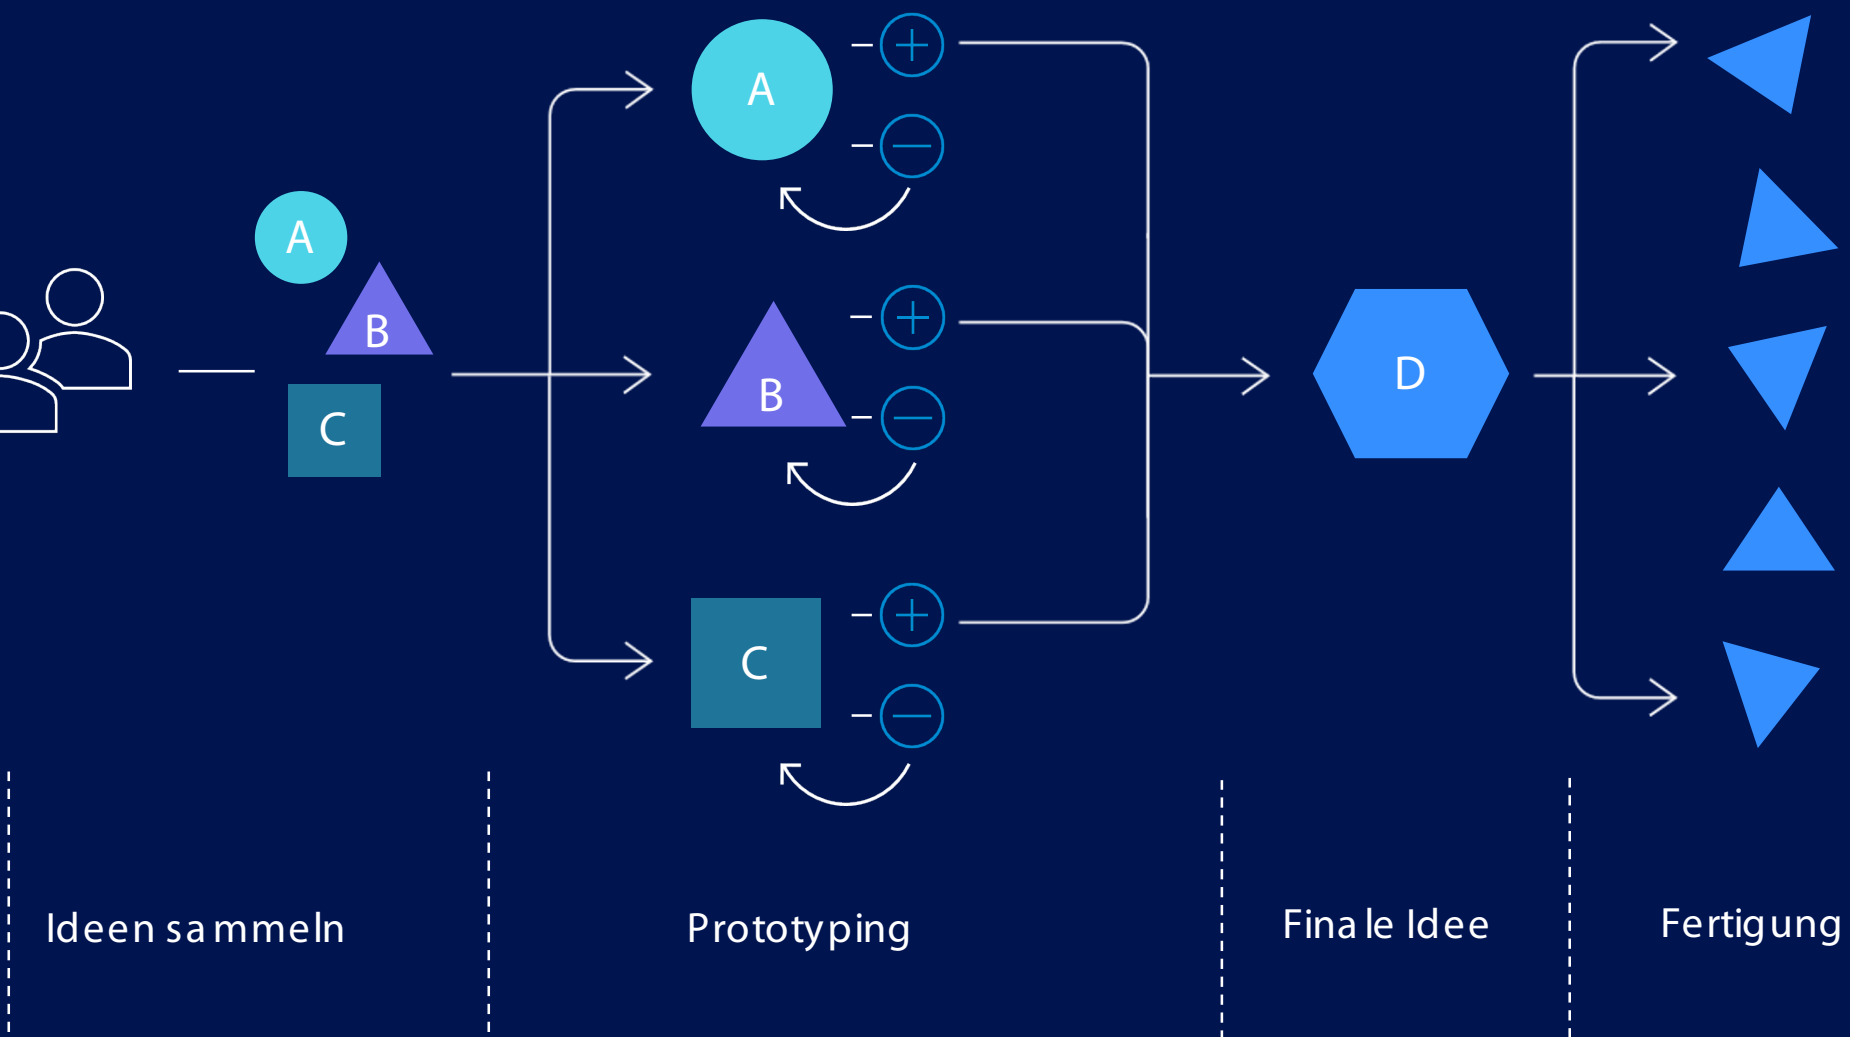 A
B
C
A
B
C
D
Ideen sammeln
Prototyping
Finale Idee
Fertigung